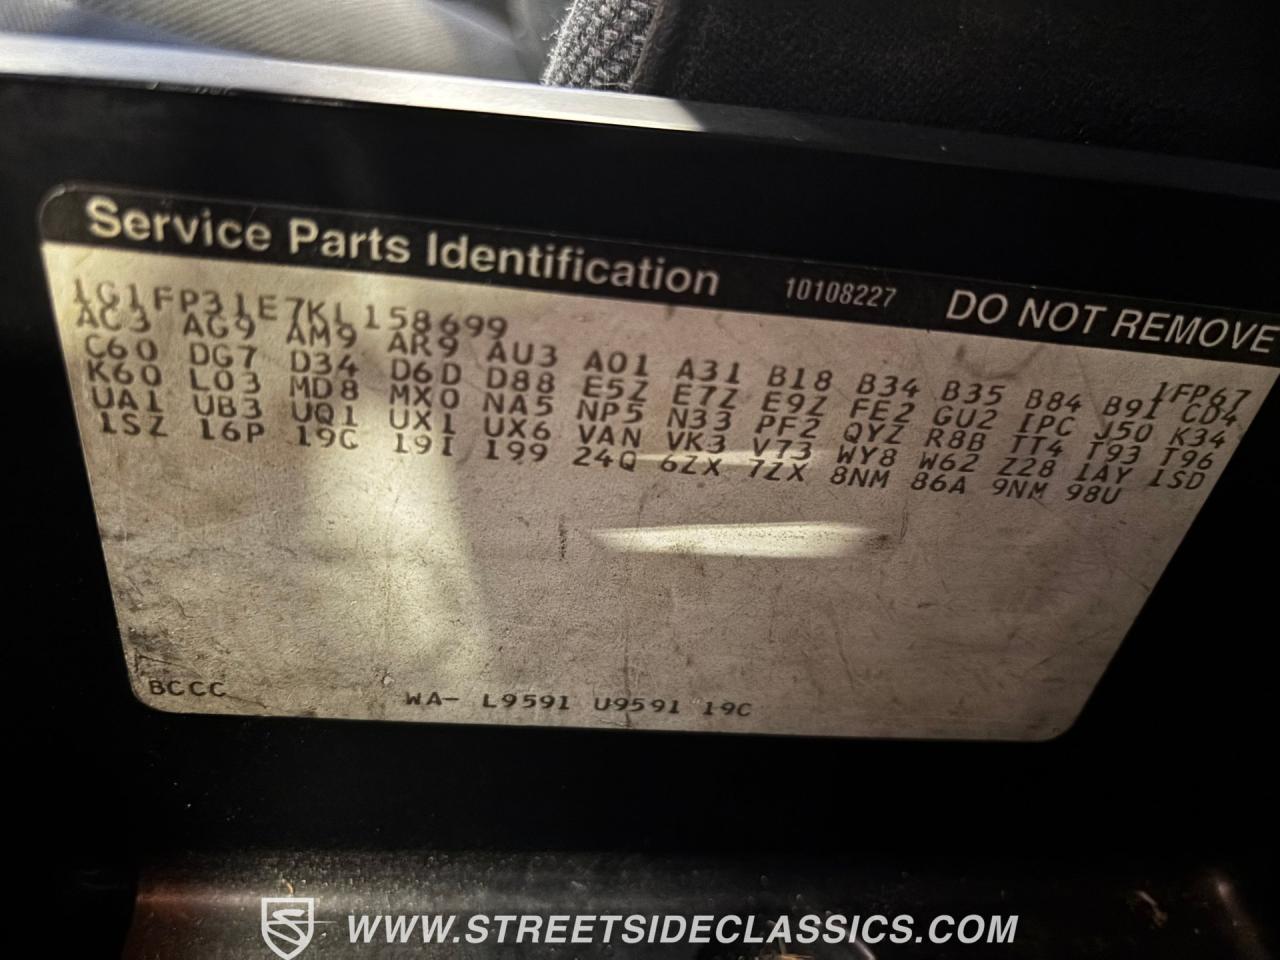 Service Parts Identification 10108227 DO NOT REMOVE
1G1FP31E7KL158699 1FP67
AC3 AG9 AM9 AR9 AU3 A01 A31 B18 B34 B35 B84 B91 CD4
C60 DG7 D34 D6D D88 E5Z E7Z E9Z FE2 GU2 IPC J50 K34
K60 L03 MD8 MX0 NA5 NP5 N33 PF2 QYZ R8B TT4 T93 T96
UA1 UB3 UQ1 UX1 UX6 VAN VK3 V73 WY8 W62 Z28 1AY 1SD
1SZ 16P 19C 19I 199 24Q 6ZX 7ZX 8NM 86A 9NM 98U
BCCC WA- L9591 U9591 19C
WWW.STREETSIDECLASSICS.COM